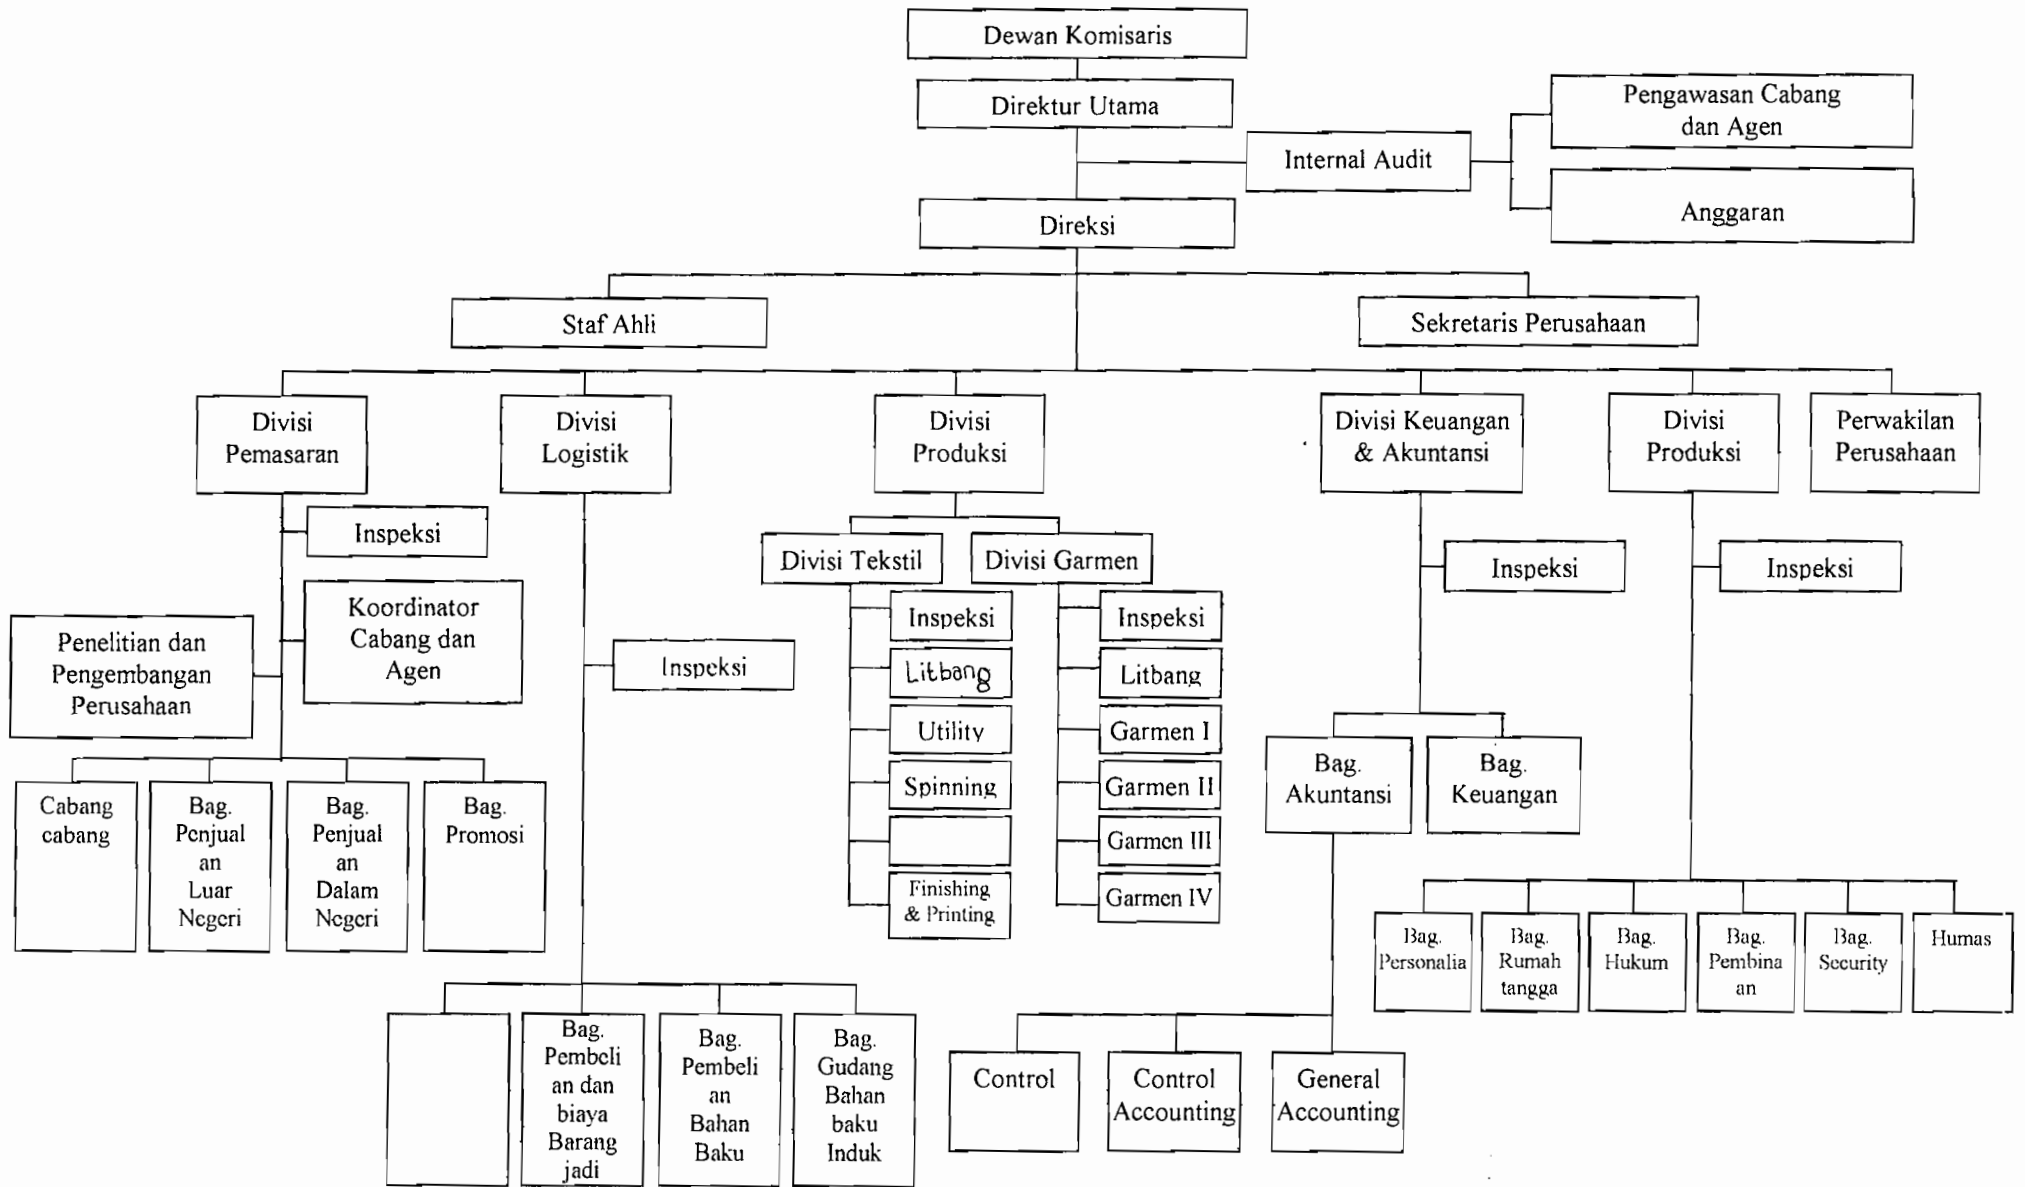 Dewan Komisaris
Direktur Utama
Pengawasan Cabang
dan Agen
Internal Audit
Anggaran
Direksi
Staf Ahli
Sekretaris Perusahaan
Divisi
Pemasaran
Divisi
Logistik
Divisi
Produksi
Divisi Keuangan
& Akuntansi
Divisi
Produksi
Perwakilan
Perusahaan
Inspeksi
Koordinator
Cabang dan
Agen
Penelitian dan
Pengembangan
Perusahaan
Cabang
cabang
Bag.
Penjual
an
Luar
Negeri
Bag.
Penjual
an
Dalam
Negeri
Bag.
Promosi
Inspeksi
Bag.
Pembeli
an dan
biaya
Barang
jadi
Bag.
Pembeli
an
Bahan
Baku
Bag.
Gudang
Bahan
baku
Induk
Divisi Tekstil
Inspeksi
Litbang
Utility
Spinning
Finishing
& Printing
Divisi Garmen
Inspeksi
Litbang
Garmen I
Garmen II
Garmen III
Garmen IV
Inspeksi
Bag.
Akuntansi
Bag.
Keuangan
Control
Control
Accounting
General
Accounting
Inspeksi
Bag.
Personalia
Bag.
Rumah
tangga
Bag.
Hukum
Bag.
Pembina
an
Bag.
Security
Humas